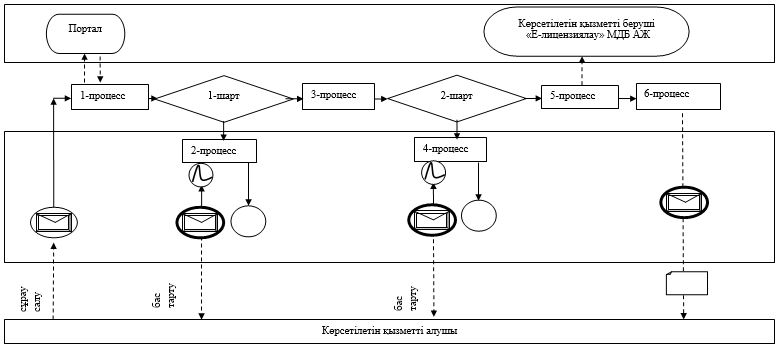 Портал
Көрсетілетін қызметті беруші
«Е-лицензиялау» МДБ АЖ
1-процесс
1-шарт
3-процесс
2-шарт
5-процесс
6-процесс
2-процесс
4-процесс
сұрау
салу
бас
тарту
бас
тарту
Көрсетілетін қызметті алушы